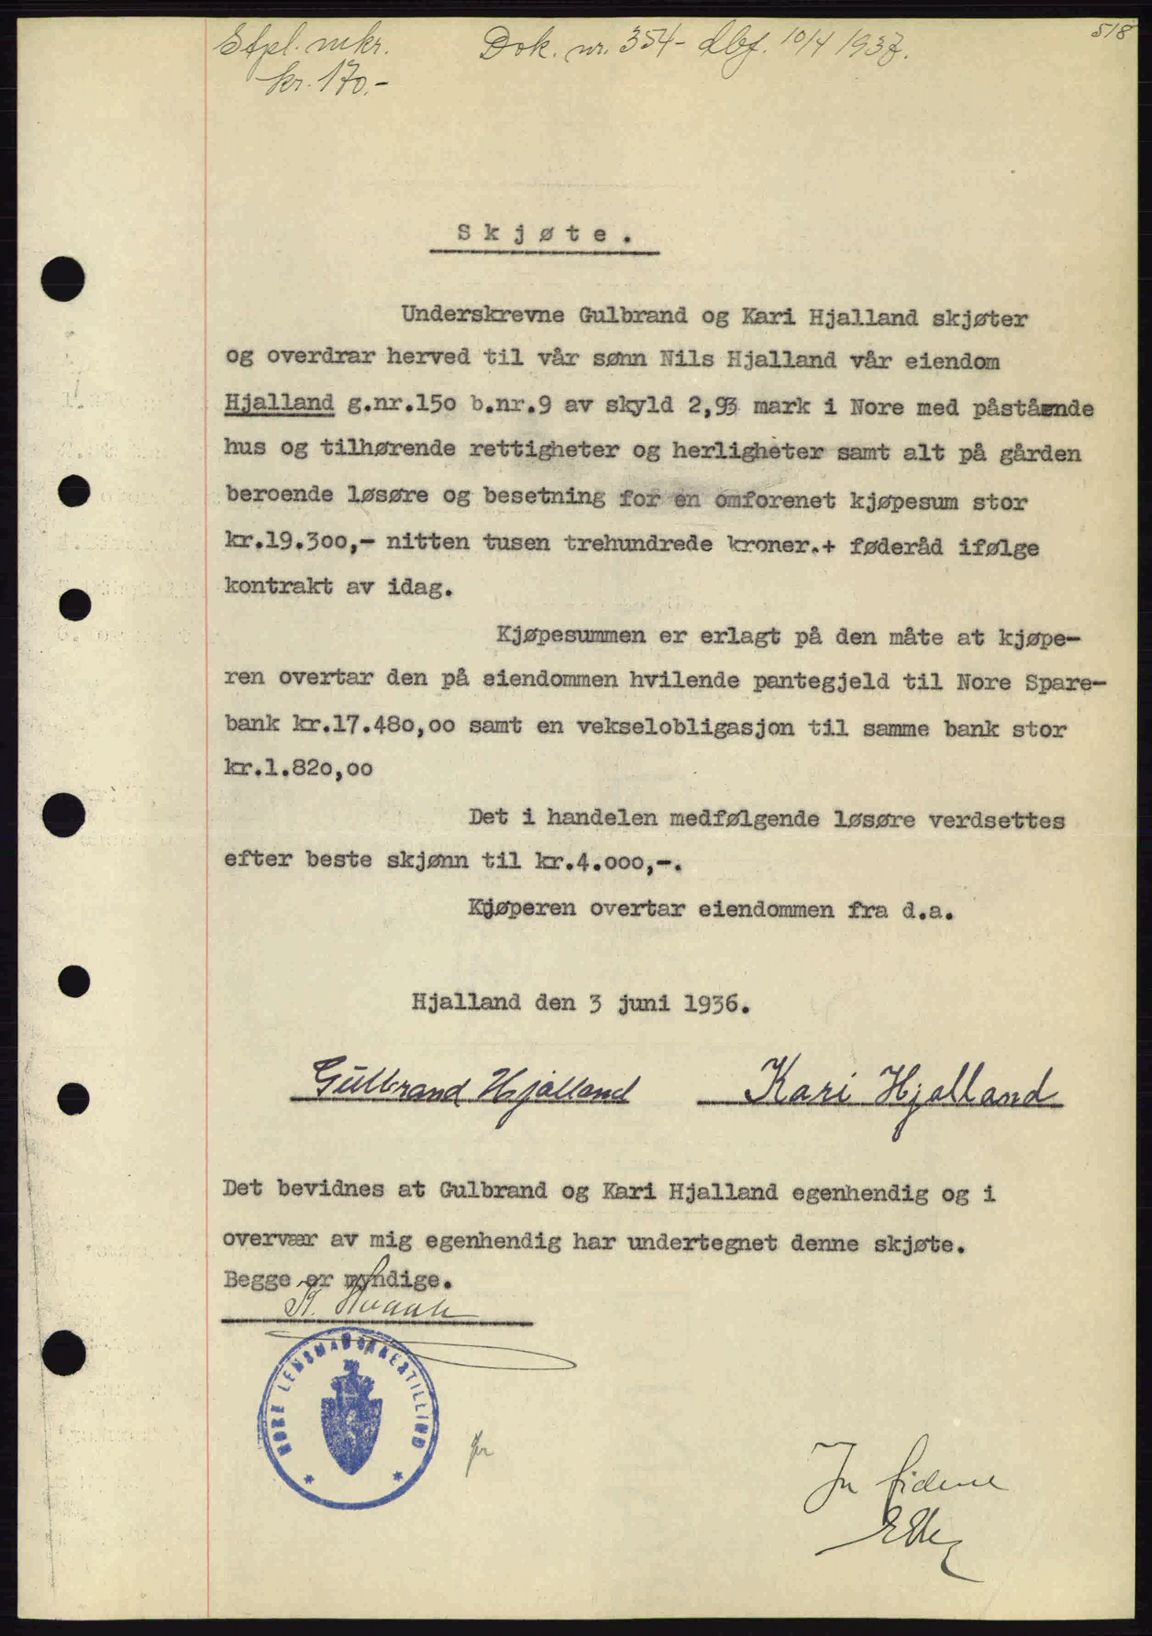 518
Stpl. mkr. Dok. nr. 354 - dbf. 10/4 1937.
kr. 170.-
Skjøte.
Underskrevne Gulbrand og Kari Hjalland skjøter
og overdrar herved til vår sønn Nils Hjalland vår eiendom
Hjalland g.nr.150 b.nr.9 av skyld 2,93 mark i Nore med påståande
hus og tilhørende rettigheter og herligheter samt alt på gården
beroende løsøre og besetning for en omforenet kjøpesum stor
kr.19.300,- nitten tusen trehundrede kroner.+ føderåd ifølge
kontrakt av idag.
Kjøpesummen er erlagt på den måte at kjøpe-
ren overtar den på eiendommen hvilende pantegjeld til Nore Spare-
bank kr.17.480,00 samt en vekselobligasjon til samme bank stor
kr.1.820,00
Det i handelen medfølgende løsøre verdsettes
efter beste skjønn til kr.4.000,-.
Kjøperen overtar eiendommen fra d.a.
Hjalland den 3 juni 1936.
Gulbrand Hjalland Kari Hjalland
Det bevidnes at Gulbrand og Kari Hjalland egenhendig og i
overvær av mig egenhendig har undertegnet denne skjøte.
Begge er myndige.
NORE LENSMANSBESTILLING
In fidem